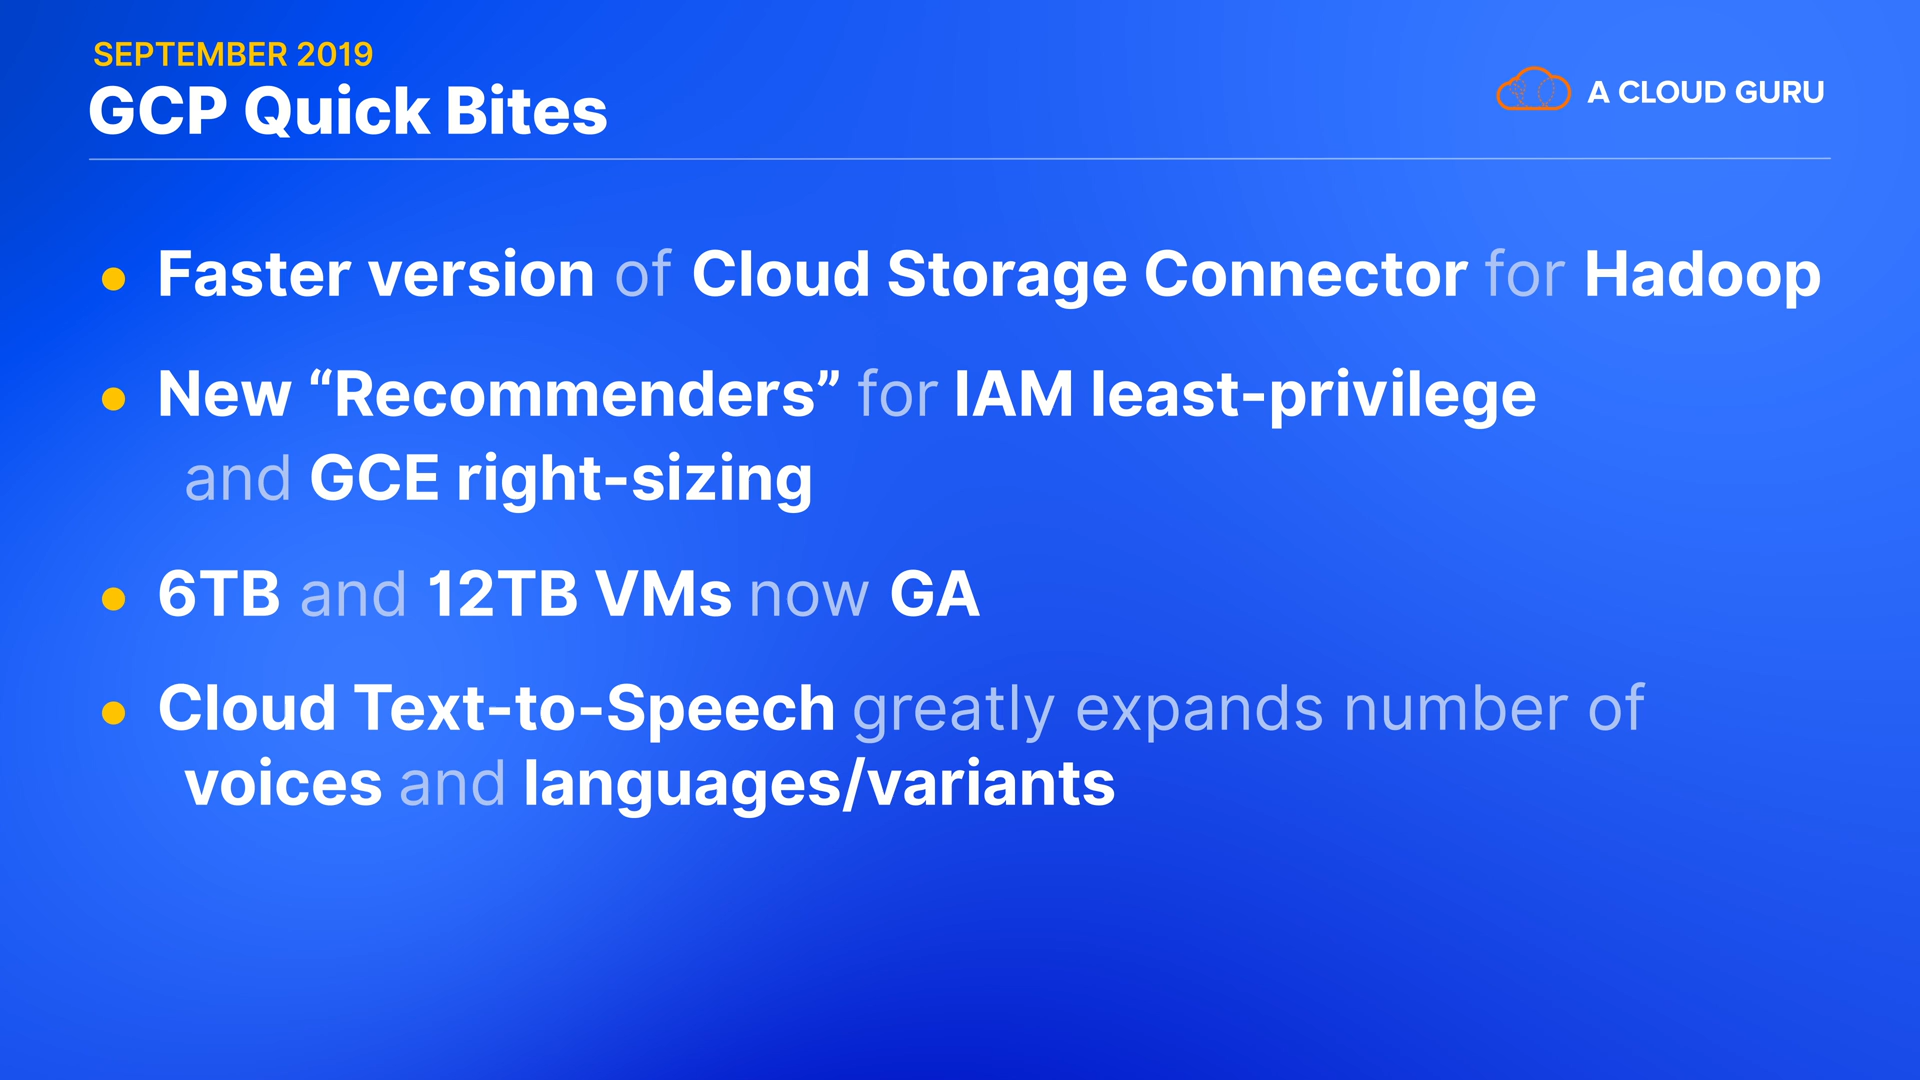 SEPTEMBER 2019
GCP Quick Bites
A CLOUD GURU
• Faster version of Cloud Storage Connector for Hadoop
• New “Recommenders” for IAM least-privilege
and GCE right-sizing
• 6TB and 12TB VMs now GA
• Cloud Text-to-Speech greatly expands number of
voices and languages/variants